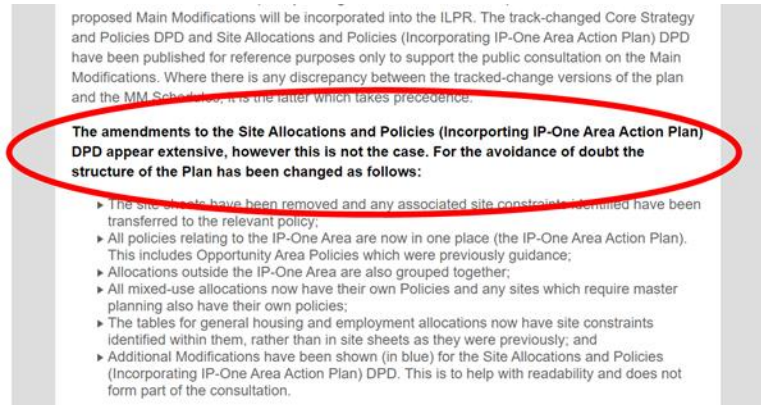 proposed Main Modifications will be incorporated into the ILPR. The track-changed Core Strategy
and Policies DPD and Site Allocations and Policies (Incorporating IP-One Area Action Plan) DPD
have been published for reference purposes only to support the public consultation on the Main
Modifications. Where there is any discrepancy between the tracked-change versions of the plan
and the MM Schedules, it is the latter which takes precedence.
The amendments to the Site Allocations and Policies (Incorporating IP-One Area Action Plan)
DPD appear extensive, however this is not the case. For the avoidance of doubt the
structure of the Plan has been changed as follows:
▸ The site sheets have been removed and any associated site constraints identified have been
transferred to the relevant policy;
▸ All policies relating to the IP-One Area are now in one place (the IP-One Area Action Plan).
This includes Opportunity Area Policies which were previously guidance;
▸ Allocations outside the IP-One Area are also grouped together;
▸ All mixed-use allocations now have their own Policies and any sites which require master
planning also have their own policies;
▸ The tables for general housing and employment allocations now have site constraints
identified within them, rather than in site sheets as they were previously; and
▸ Additional Modifications have been shown (in blue) for the Site Allocations and Policies
(Incorporating IP-One Area Action Plan) DPD. This is to help with readability and does not
form part of the consultation.